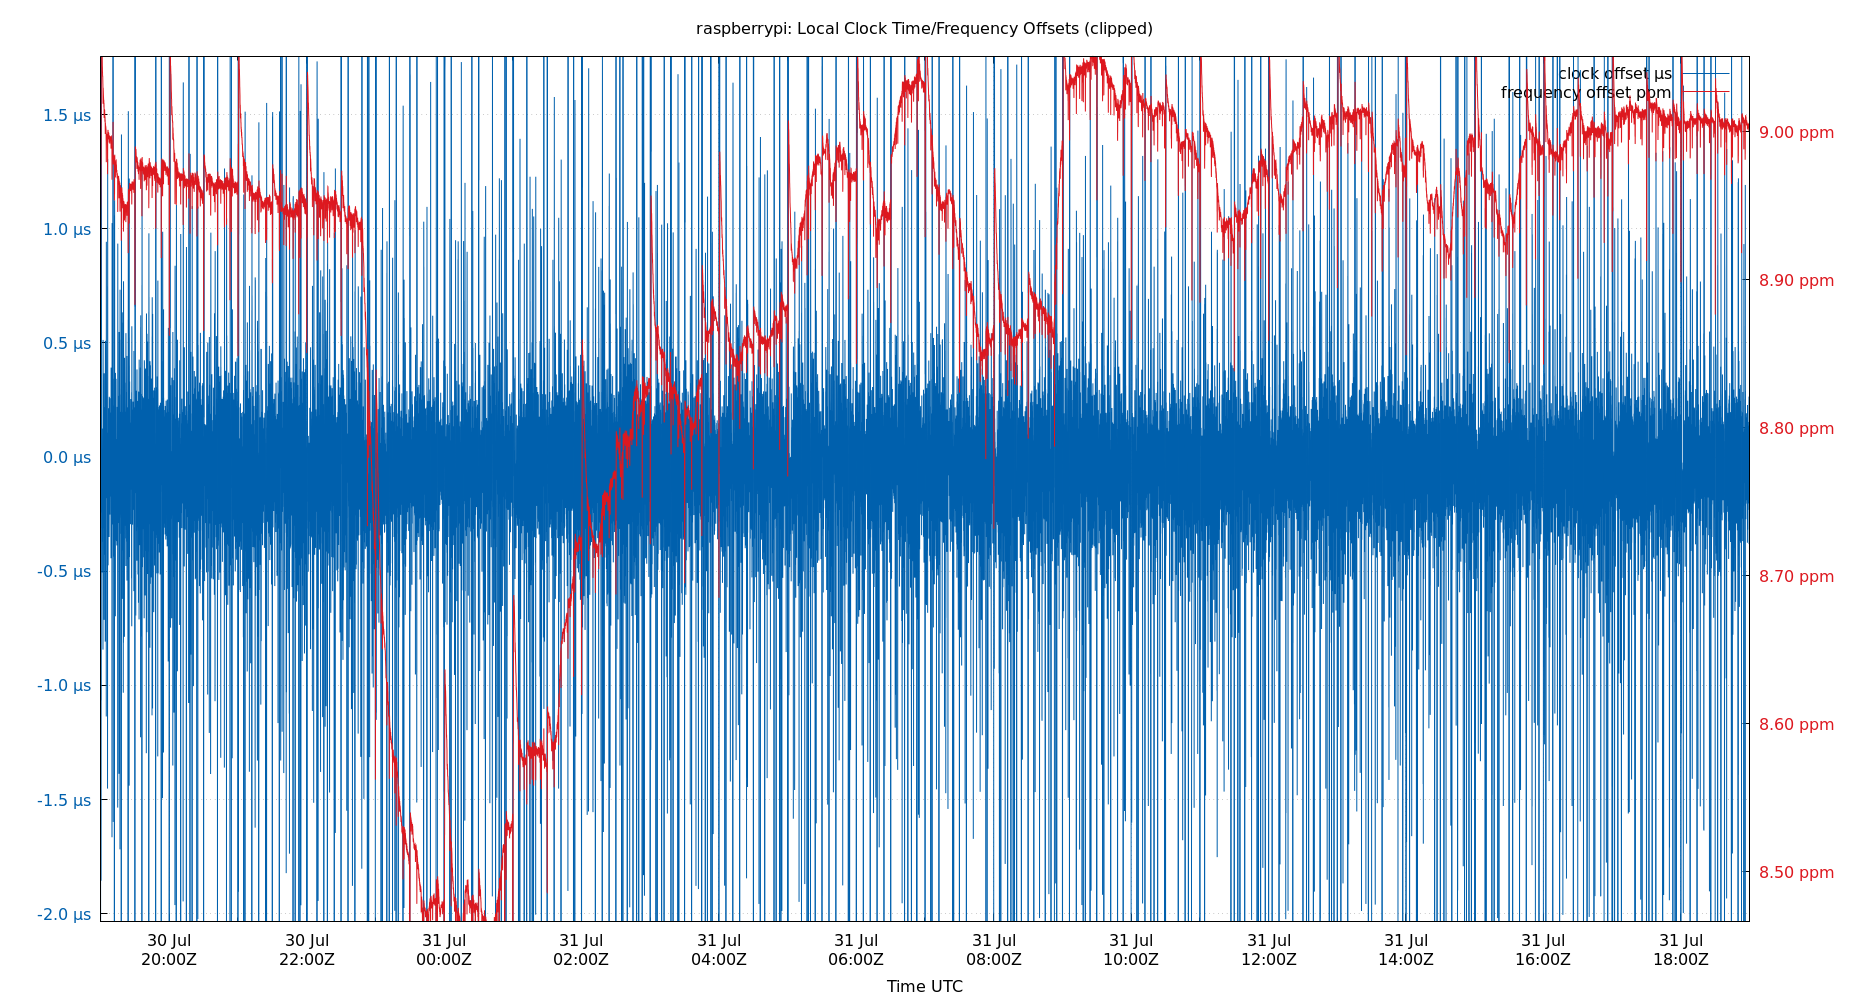 raspberrypi: Local Clock Time/Frequency Offsets (clipped)
clock offset µs
frequency offset ppm
1.5 µs
1.0 µs
0.5 µs
0.0 µs
-0.5 µs
-1.0 µs
-1.5 µs
-2.0 µs
9.00 ppm
8.90 ppm
8.80 ppm
8.70 ppm
8.60 ppm
8.50 ppm
30 Jul 30 Jul 31 Jul 31 Jul 31 Jul 31 Jul 31 Jul 31 Jul 31 Jul 31 Jul 31 Jul 31 Jul
20:00Z 22:00Z 00:00Z 02:00Z 04:00Z 06:00Z 08:00Z 10:00Z 12:00Z 14:00Z 16:00Z 18:00Z
Time UTC